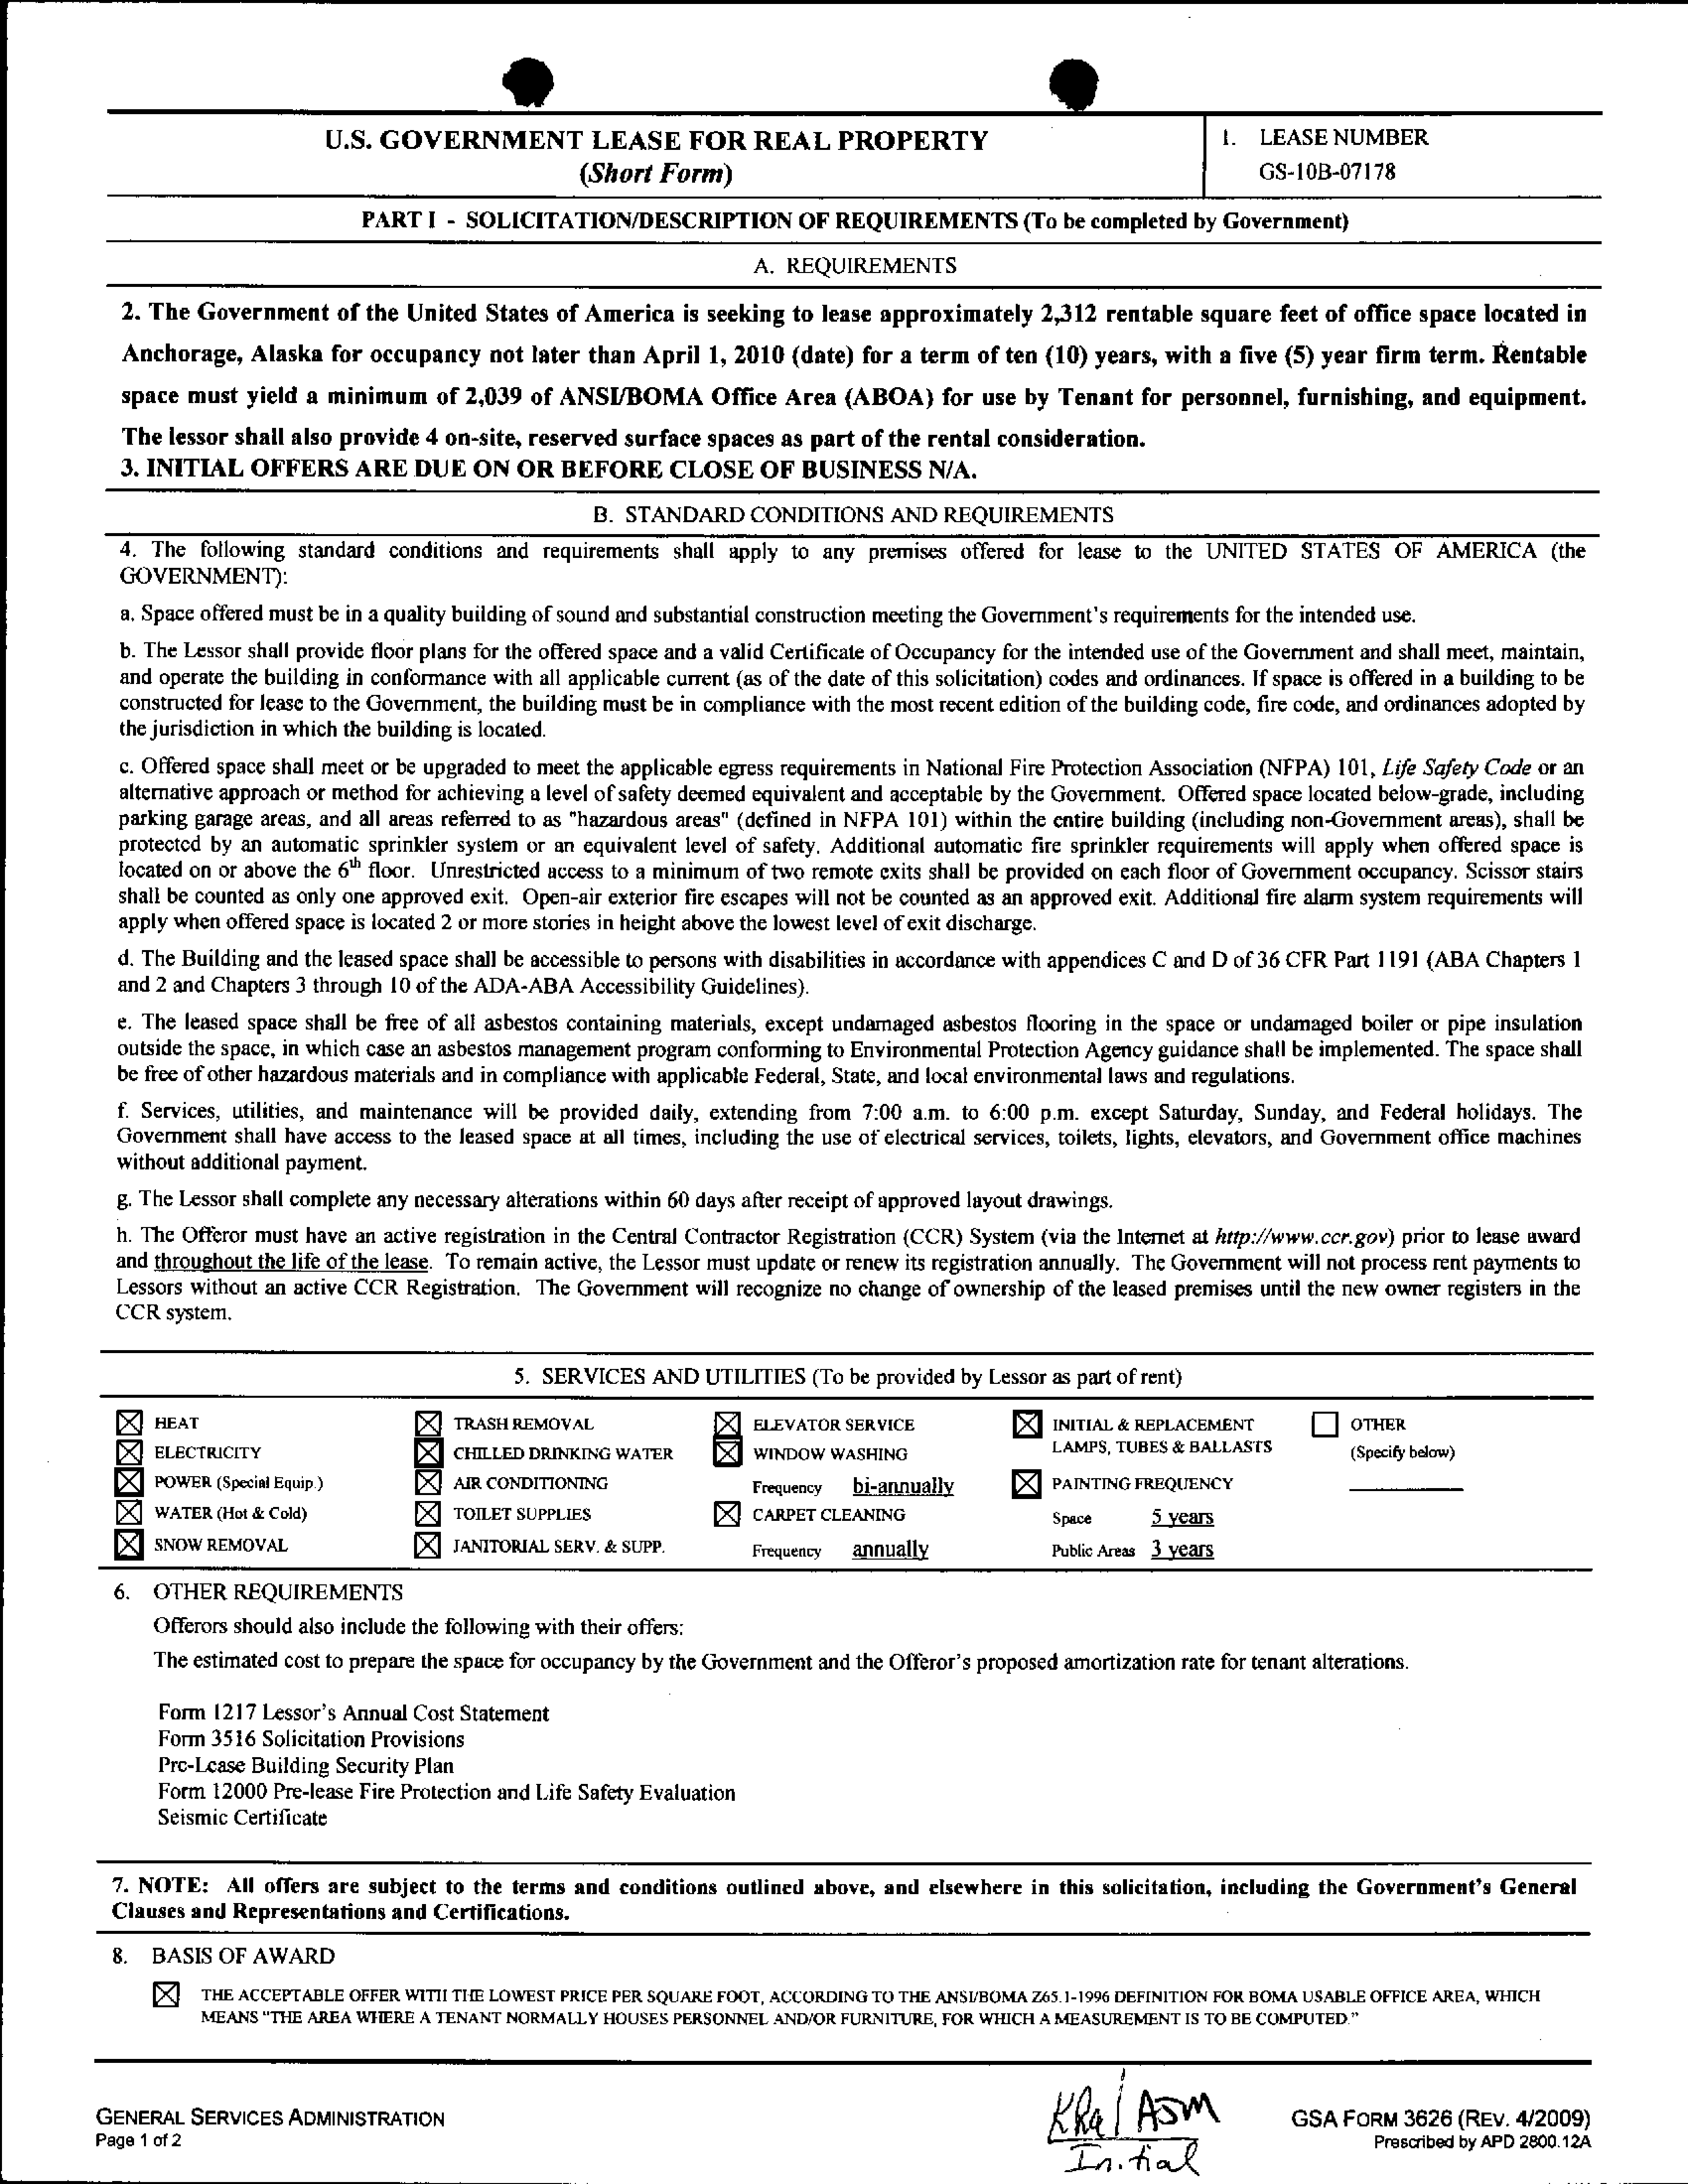 U.S. GOVERNMENT LEASE FOR REAL PROPERTY
(Short Form)
1. LEASE NUMBER
GS-10B-07178
PART I - SOLICITATION/DESCRIPTION OF REQUIREMENTS (To be completed by Government)
A. REQUIREMENTS
2. The Government of the United States of America is seeking to lease approximately 2,312 rentable square feet of office space located in
Anchorage, Alaska for occupancy not later than April 1, 2010 (date) for a term of ten (10) years, with a five (5) year firm term. Rentable
space must yield a minimum of 2,039 of ANSI/BOMA Office Area (ABOA) for use by Tenant for personnel, furnishing, and equipment.
The lessor shall also provide 4 on-site, reserved surface spaces as part of the rental consideration.
3. INITIAL OFFERS ARE DUE ON OR BEFORE CLOSE OF BUSINESS N/A.
B. STANDARD CONDITIONS AND REQUIREMENTS
4. The following standard conditions and requirements shall apply to any premises offered for lease to the UNITED STATES OF AMERICA (the
GOVERNMENT):
a. Space offered must be in a quality building of sound and substantial construction meeting the Government's requirements for the intended use.
b. The Lessor shall provide floor plans for the offered space and a valid Certificate of Occupancy for the intended use of the Government and shall meet, maintain,
and operate the building in conformance with all applicable current (as of the date of this solicitation) codes and ordinances. If space is offered in a building to be
constructed for lease to the Government, the building must be in compliance with the most recent edition of the building code, fire code, and ordinances adopted by
the jurisdiction in which the building is located.
c. Offered space shall meet or be upgraded to meet the applicable egress requirements in National Fire Protection Association (NFPA) 101, Life Safety Code or an
alternative approach or method for achieving a level of safety deemed equivalent and acceptable by the Government. Offered space located below-grade, including
parking garage areas, and all areas referred to as "hazardous areas" (defined in NFPA 101) within the entire building (including non-Government areas), shall be
protected by an automatic sprinkler system or an equivalent level of safety. Additional automatic fire sprinkler requirements will apply when offered space is
located on or above the 6th floor. Unrestricted access to a minimum of two remote exits shall be provided on each floor of Government occupancy. Scissor stairs
shall be counted as only one approved exit. Open-air exterior fire escapes will not be counted as an approved exit. Additional fire alarm system requirements will
apply when offered space is located 2 or more stories in height above the lowest level of exit discharge.
d. The Building and the leased space shall be accessible to persons with disabilities in accordance with appendices C and D of 36 CFR Part 1191 (ABA Chapters 1
and 2 and Chapters 3 through 10 of the ADA-ABA Accessibility Guidelines).
e. The leased space shall be free of all asbestos containing materials, except undamaged asbestos flooring in the space or undamaged boiler or pipe insulation
outside the space, in which case an asbestos management program conforming to Environmental Protection Agency guidance shall be implemented. The space shall
be free of other hazardous materials and in compliance with applicable Federal, State, and local environmental laws and regulations.
f. Services, utilities, and maintenance will be provided daily, extending from 7:00 a.m. to 6:00 p.m. except Saturday, Sunday, and Federal holidays. The
Government shall have access to the leased space at all times, including the use of electrical services, toilets, lights, elevators, and Government office machines
without additional payment.
g. The Lessor shall complete any necessary alterations within 60 days after receipt of approved layout drawings.
h. The Offeror must have an active registration in the Central Contractor Registration (CCR) System (via the Internet at http://www.ccr.gov) prior to lease award
and throughout the life of the lease. To remain active, the Lessor must update or renew its registration annually. The Government will not process rent payments to
Lessors without an active CCR Registration. The Government will recognize no change of ownership of the leased premises until the new owner registers in the
CCR system.
5. SERVICES AND UTILITIES (To be provided by Lessor as part of rent)
HEAT
ELECTRICITY
POWER (Special Equip.)
WATER (Hot & Cold)
SNOW REMOVAL
TRASH REMOVAL
CHILLED DRINKING WATER
AIR CONDITIONING
TOILET SUPPLIES
JANITORIAL SERV. & SUPP.
ELEVATOR SERVICE
WINDOW WASHING
Frequency bi-annually
CARPET CLEANING
Frequency annually
INITIAL & REPLACEMENT
LAMPS, TUBES & BALLASTS
PAINTING FREQUENCY
Space 5 years
Public Areas 3 years
OTHER
(Specify below)
6. OTHER REQUIREMENTS
Offerors should also include the following with their offers:
The estimated cost to prepare the space for occupancy by the Government and the Offeror's proposed amortization rate for tenant alterations.
Form 1217 Lessor's Annual Cost Statement
Form 3516 Solicitation Provisions
Pre-Lease Building Security Plan
Form 12000 Pre-lease Fire Protection and Life Safety Evaluation
Seismic Certificate
7. NOTE: All offers are subject to the terms and conditions outlined above, and elsewhere in this solicitation, including the Government's General
Clauses and Representations and Certifications.
8. BASIS OF AWARD
THE ACCEPTABLE OFFER WITH THE LOWEST PRICE PER SQUARE FOOT, ACCORDING TO THE ANSI/BOMA Z65.1-1996 DEFINITION FOR BOMA USABLE OFFICE AREA, WHICH
MEANS "THE AREA WHERE A TENANT NORMALLY HOUSES PERSONNEL AND/OR FURNITURE, FOR WHICH A MEASUREMENT IS TO BE COMPUTED."
ASM
Initial
GENERAL SERVICES ADMINISTRATION
Page 1 of 2
GSA FORM 3626 (REV. 4/2009)
Prescribed by APD 2800.12A